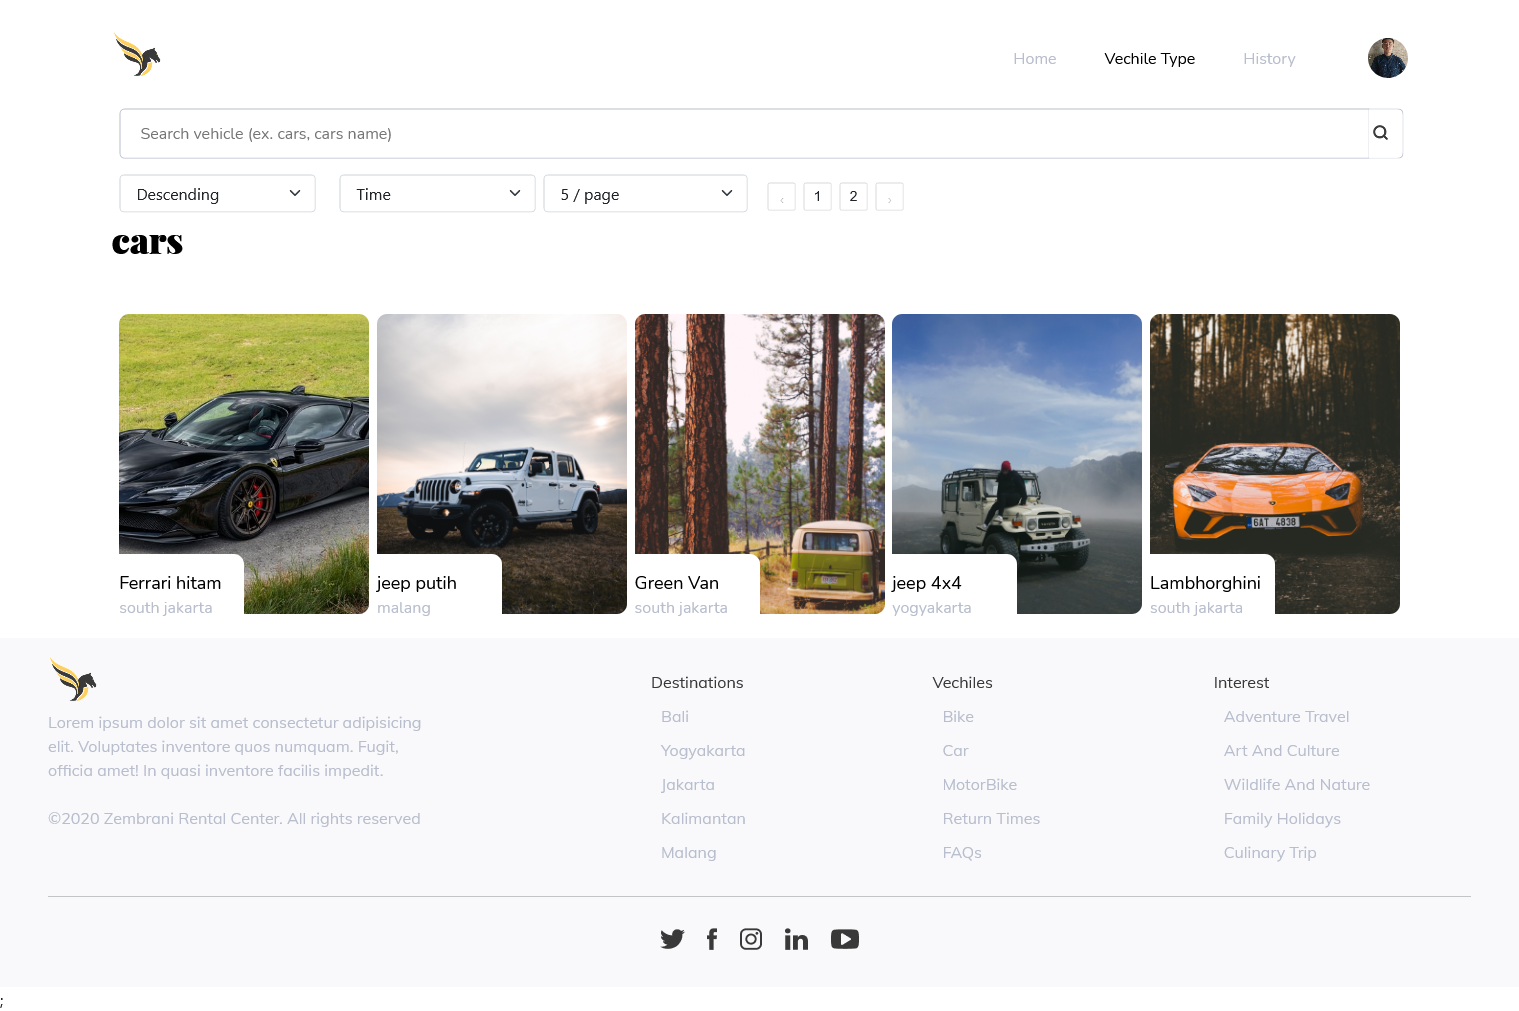 Home Vechile Type History
Search vehicle (ex. cars, cars name)
Descending Time 5 / page ‹ 1 2 ›
cars
Ferrari hitam
south jakarta
jeep putih
malang
Green Van
south jakarta
TOYOTA
jeep 4x4
yogyakarta
6AT 4838
Lambhorghini
south jakarta
Lorem ipsum dolor sit amet consectetur adipisicing
elit. Voluptates inventore quos numquam. Fugit,
officia amet! In quasi inventore facilis impedit.
©2020 Zembrani Rental Center. All rights reserved
Destinations
Bali
Yogyakarta
Jakarta
Kalimantan
Malang
Vechiles
Bike
Car
MotorBike
Return Times
FAQs
Interest
Adventure Travel
Art And Culture
Wildlife And Nature
Family Holidays
Culinary Trip
;